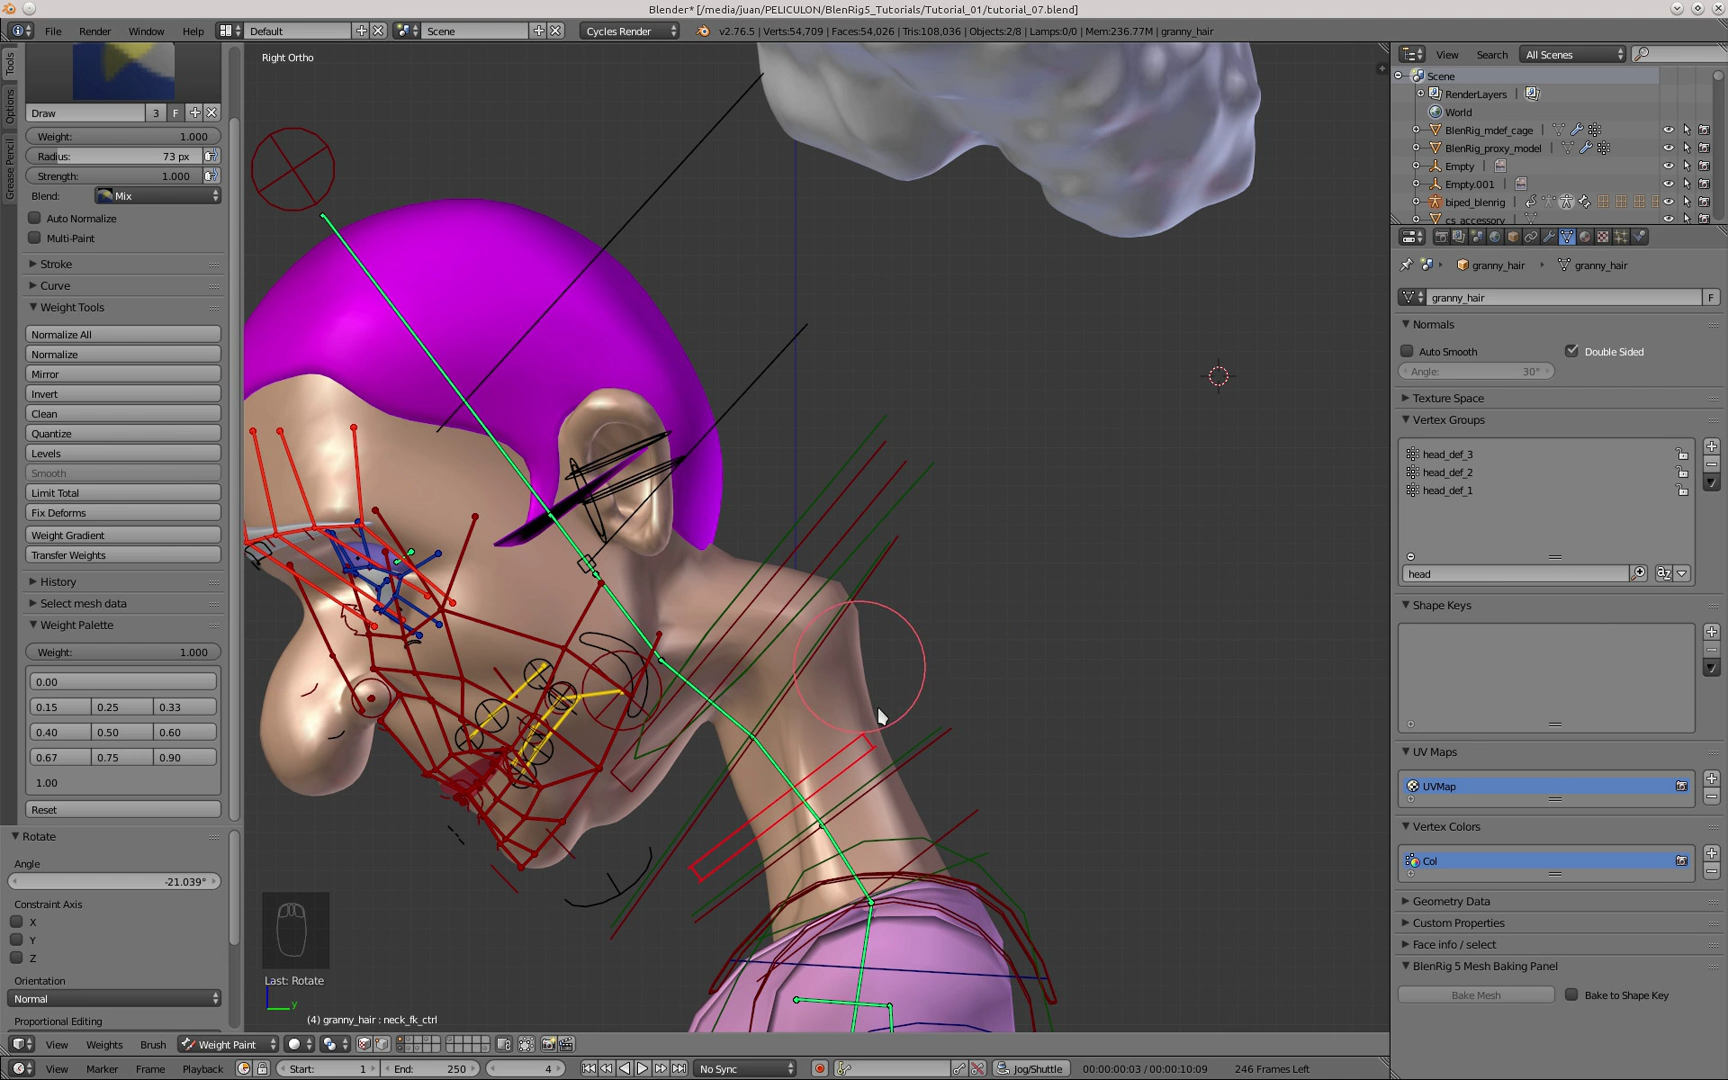 Blender* [/media/juan/PELICULON/BlenRig5_Tutorials/Tutorial_01/tutorial_07.blend]
File Render Window Help Default Scene Cycles Render v2.76.5 | Verts:54,709 | Faces:54,026 | Tris:108,036 | Objects:2/8 | Lamps:0/0 | Mem:236.77M | granny_hair
Tools
Options
Grease Pencil
Draw 3 F
Weight: 1.000
Radius: 73 px
Strength: 1.000
Blend: Mix
Auto Normalize
Multi-Paint
Stroke
Curve
Weight Tools
Normalize All
Normalize
Mirror
Invert
Clean
Quantize
Levels
Smooth
Limit Total
Fix Deforms
Weight Gradient
Transfer Weights
History
Select mesh data
Weight Palette
Weight: 1.000
0.00
0.15 0.25 0.33
0.40 0.50 0.60
0.67 0.75 0.90
1.00
Reset
Rotate
Angle
-21.039°
Constraint Axis
X
Y
Z
Orientation
Normal
Proportional Editing
Right Ortho
Last: Rotate
y
(4) granny_hair : neck_fk_ctrl
View Search All Scenes
Scene
RenderLayers
World
BlenRig_mdef_cage
BlenRig_proxy_model
Empty
Empty.001
biped_blenrig
cs_accessory
granny_hair granny_hair
granny_hair F
Normals
Auto Smooth Double Sided
Angle: 30°
Texture Space
Vertex Groups
head_def_3
head_def_2
head_def_1
head
Shape Keys
UV Maps
UVMap
Vertex Colors
Col
Geometry Data
Custom Properties
Face info / select
BlenRig 5 Mesh Baking Panel
Bake Mesh Bake to Shape Key
View Weights Brush Weight Paint
View Marker Frame Playback Start: 1 End: 250 4 No Sync Jog/Shuttle 00:00:00:03 / 00:00:10:09 246 Frames Left